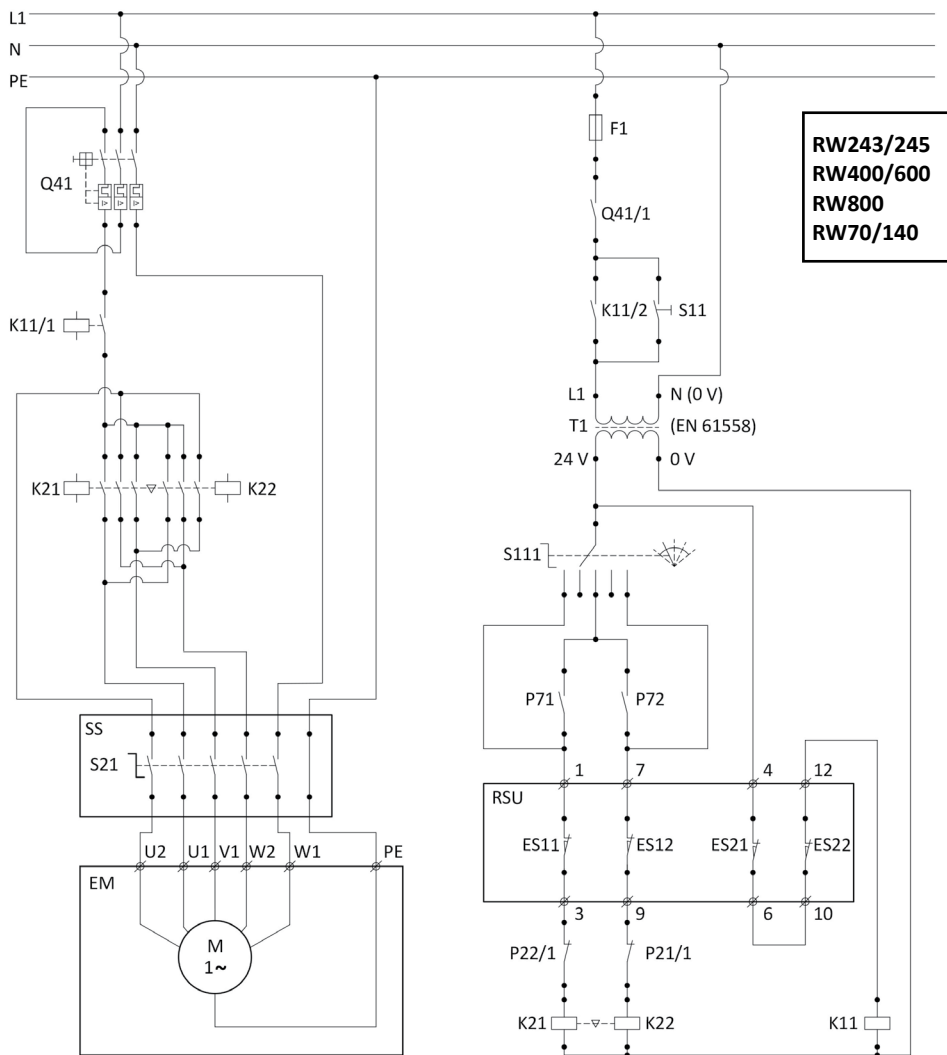 L1
N
PE
F1
RW243/245
RW400/600
RW800
RW70/140
Q41
Q41/1
K11/1
K11/2
S11
L1
N (0 V)
T1
(EN 61558)
24 V
0 V
K21
K22
S111
P71
P72
SS
S21
1
7
4
12
RSU
ES11
ES12
ES21
ES22
U2
U1
V1
W2
W1
PE
EM
3
9
6
10
M
1~
P22/1
P21/1
K21
K22
K11